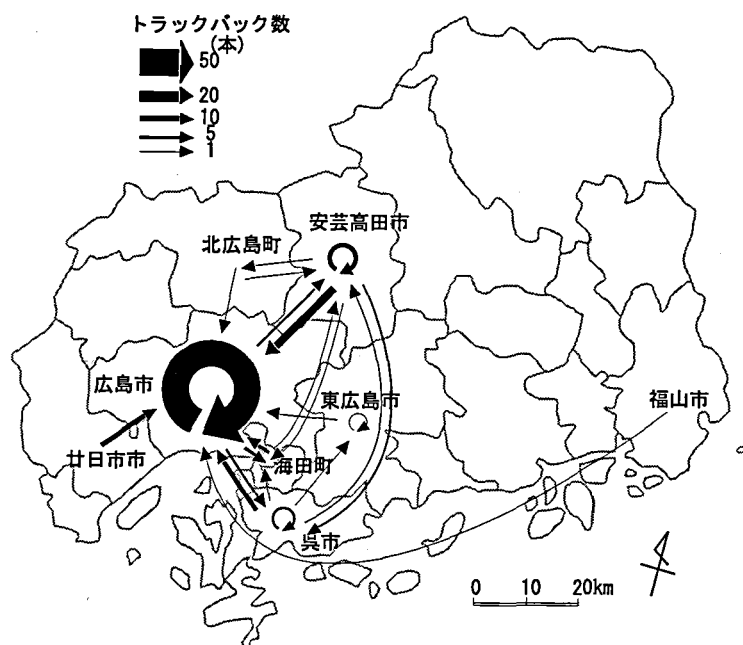 トラックバック数
(本)
50
20
10
5
1
安芸高田市
北広島町
広島市
東広島市
福山市
廿日市市
海田町
呉市
0 10 20km